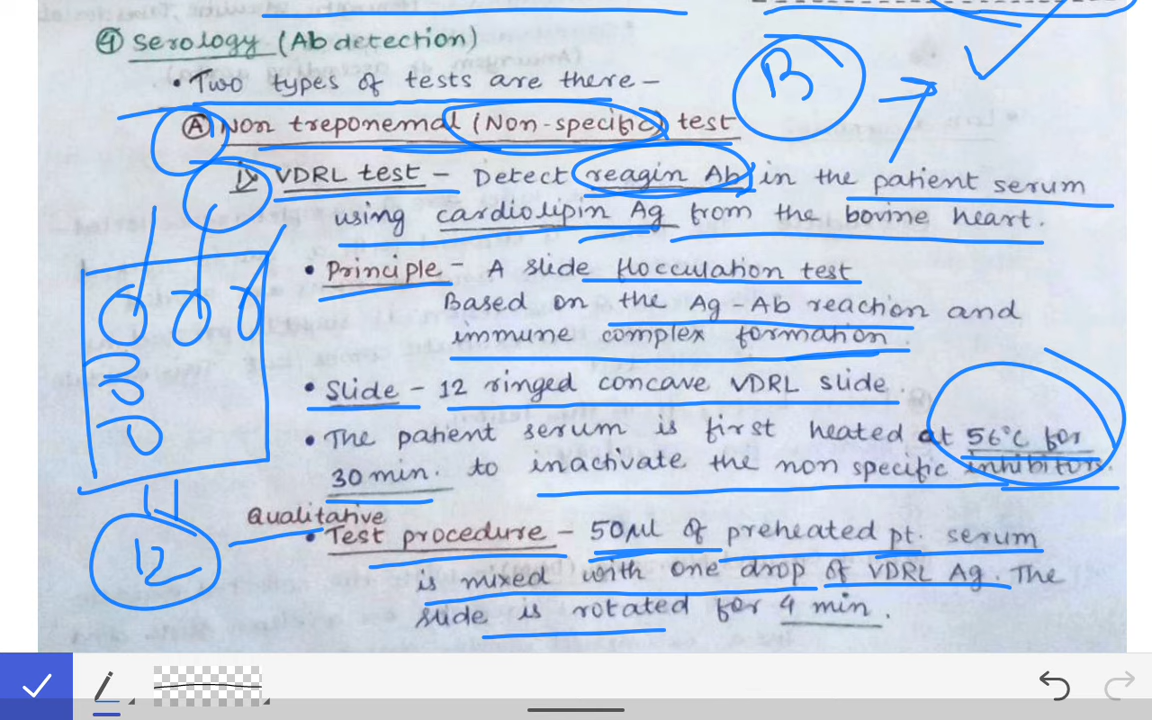 ④ Serology (Ab detection)
• Two types of tests are there –
Ⓐ Non treponemal (Non-specific) test
i) VDRL test – Detect reagin Ab in the patient serum
using cardiolipin Ag from the bovine heart.
• Principle – A slide flocculation test
Based on the Ag-Ab reaction and
immune complex formation.
• Slide – 12 ringed concave VDRL slide.
• The patient serum is first heated at 56°C for
30 min. to inactivate the non specific inhibitors.
Qualitative
• Test procedure – 50μl of preheated pt. serum
is mixed with one drop of VDRL Ag. The
slide is rotated for 4 min.
B
12